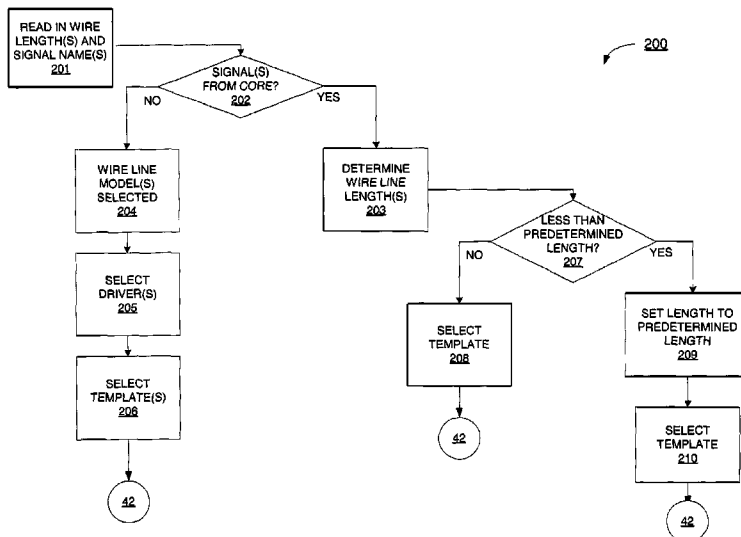 READ IN WIRE
LENGTH(S) AND
SIGNAL NAME(S)
201
200
SIGNAL(S)
FROM CORE?
202
NO
YES
WIRE LINE
MODEL(S)
SELECTED
204
DETERMINE
WIRE LINE
LENGTH(S)
203
LESS THAN
PREDETERMINED
LENGTH?
207
NO
YES
SELECT
DRIVER(S)
205
SELECT
TEMPLATE
208
SET LENGTH TO
PREDETERMINED
LENGTH
209
SELECT
TEMPLATE(S)
206
42
SELECT
TEMPLATE
210
42
42